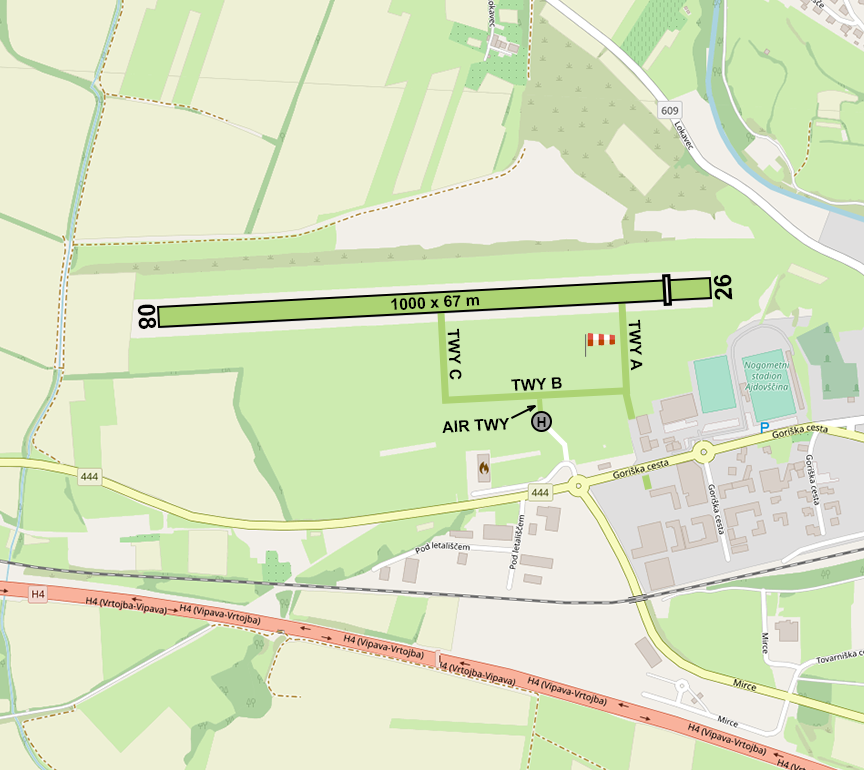 Lokavec
609
Lokavec
26
08
1000 x 67 m
TWY C
TWY A
TWY B
AIR TWY
H
Nogometni
stadion
Ajdovščina
P
Goriška cesta
Goriška cesta
Goriška cesta
Goriška cesta
444
444
Pod letališčem
Pod letališčem
H4
H4 (Vrtojba-Vipava)
H4 (Vipava-Vrtojba)
H4 (Vipava-Vrtojba)
H4 (Vrtojba-Vipava)
H4 (Vipava-Vrtojba)
H4 (Vipava-Vrtojba)
Mirce
Tovarniška
Mirce
Mirce